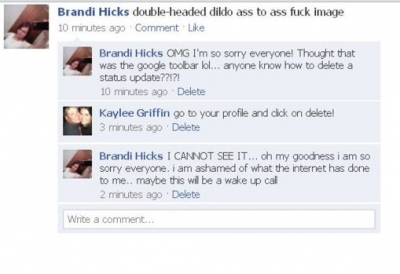 Brandi Hicks double-headed dildo ass to ass fuck image
10 minutes ago · Comment · Like
Brandi Hicks OMG I'm so sorry everyone! Thought that
was the google toolbar lol... anyone know how to delete a
status update??!?!
10 minutes ago · Delete
Kaylee Griffin go to your profile and click on delete!
3 minutes ago · Delete
Brandi Hicks I CANNOT SEE IT... oh my goodness i am so
sorry everyone. i am ashamed of what the internet has done
to me.. maybe this will be a wake up call
2 minutes ago · Delete
Write a comment...